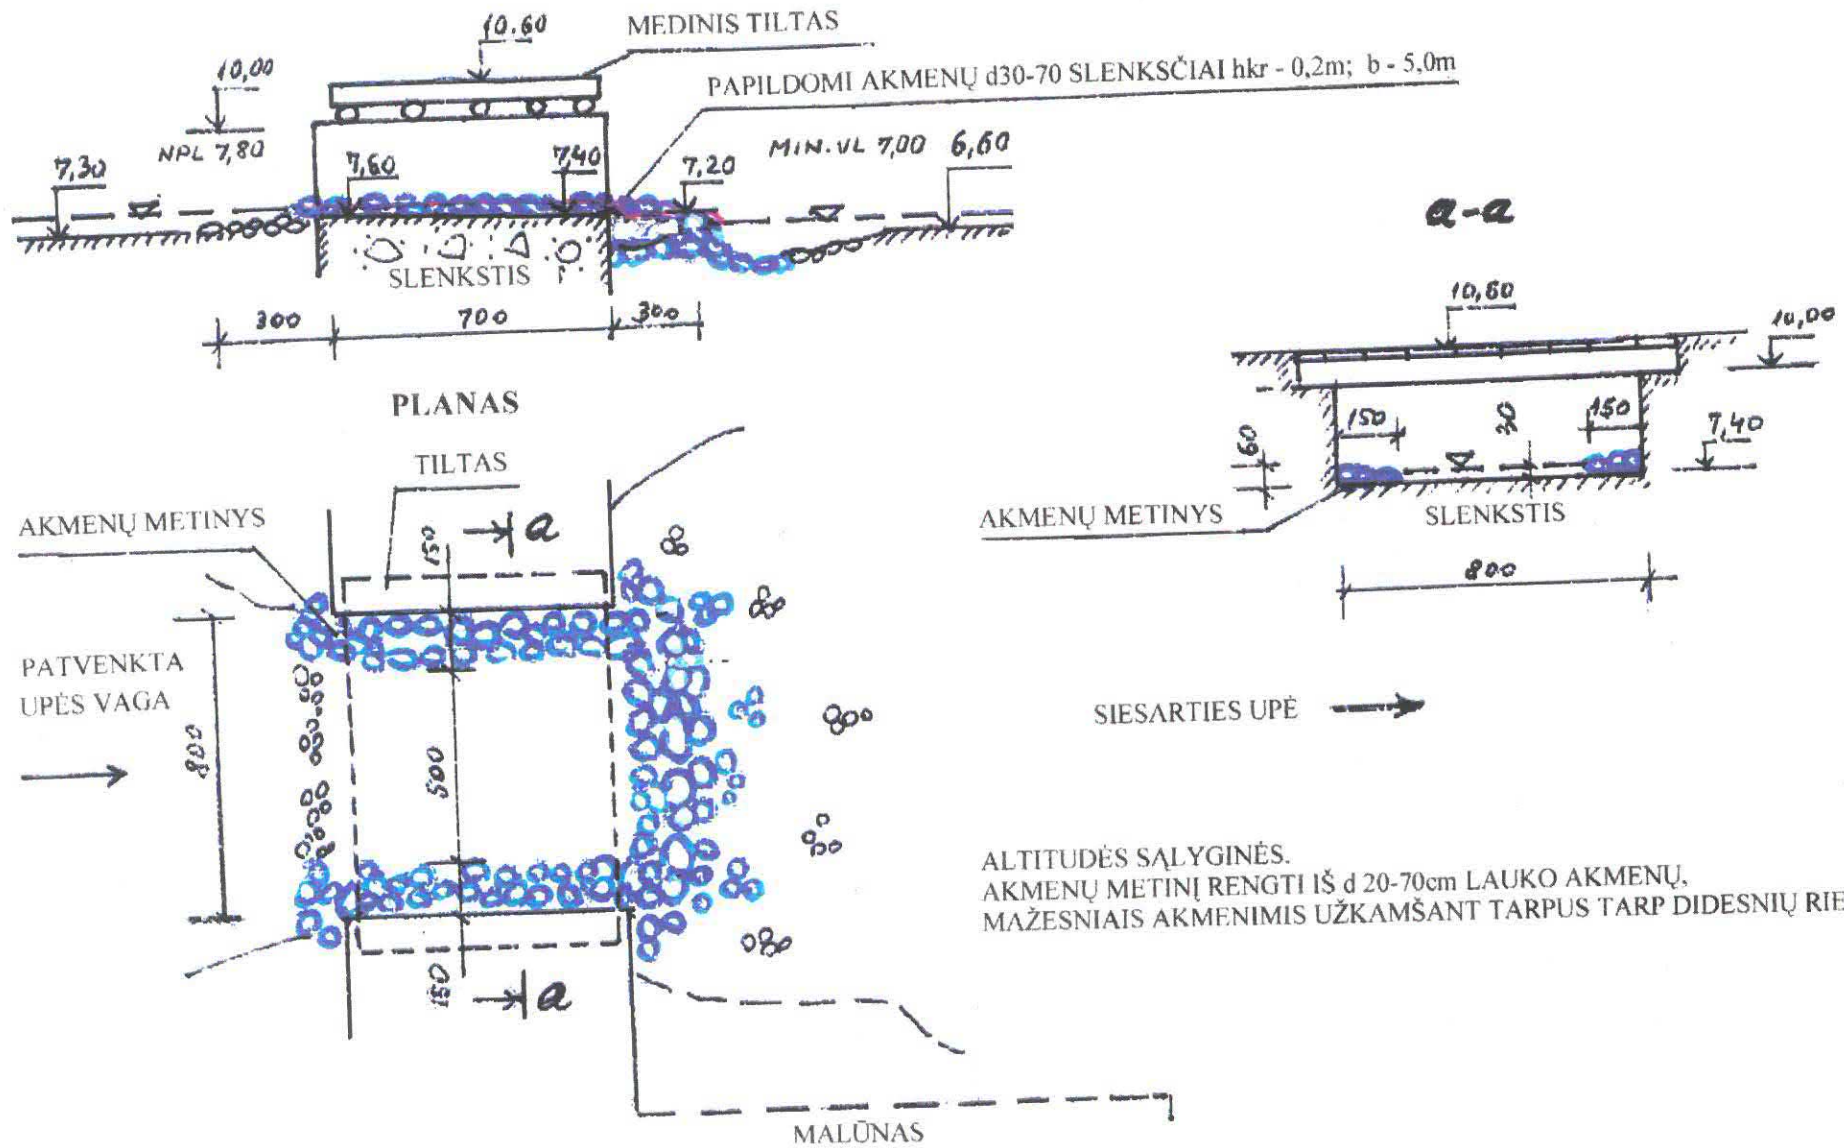 10.60
MEDINIS TILTAS
10,00
PAPILDOMI AKMENŲ d30-70 SLENKSČIAI hkr - 0,2m; b - 5,0m
NPL 7,80
MIN.VL 7,00
6,60
7,30
7,60
7,40
7,20
SLENKSTIS
300
700
300
a-a
10,60
10,00
150
30
150
60
7,40
AKMENŲ METINYS
SLENKSTIS
800
PLANAS
TILTAS
AKMENŲ METINYS
a
150
PATVENKTA
UPĖS VAGA
800
500
150
a
SIESARTIES UPĖ
ALTITUDĖS SĄLYGINĖS.
AKMENŲ METINĮ RENGTI IŠ d 20-70cm LAUKO AKMENŲ,
MAŽESNIAIS AKMENIMIS UŽKAMŠANT TARPUS TARP DIDESNIŲ RIE
MALŪNAS